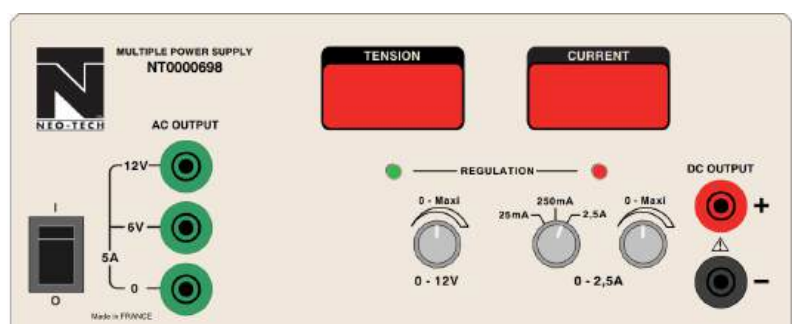 MULTIPLE POWER SUPPLY
NT0000698
NEO-TECH
TENSION
CURRENT
AC OUTPUT
12V
6V
5A
0
I
O
Made in FRANCE
REGULATION
0 - Maxi
0 - 12V
25mA
250mA
2,5A
0 - Maxi
0 - 2,5A
DC OUTPUT
+
-